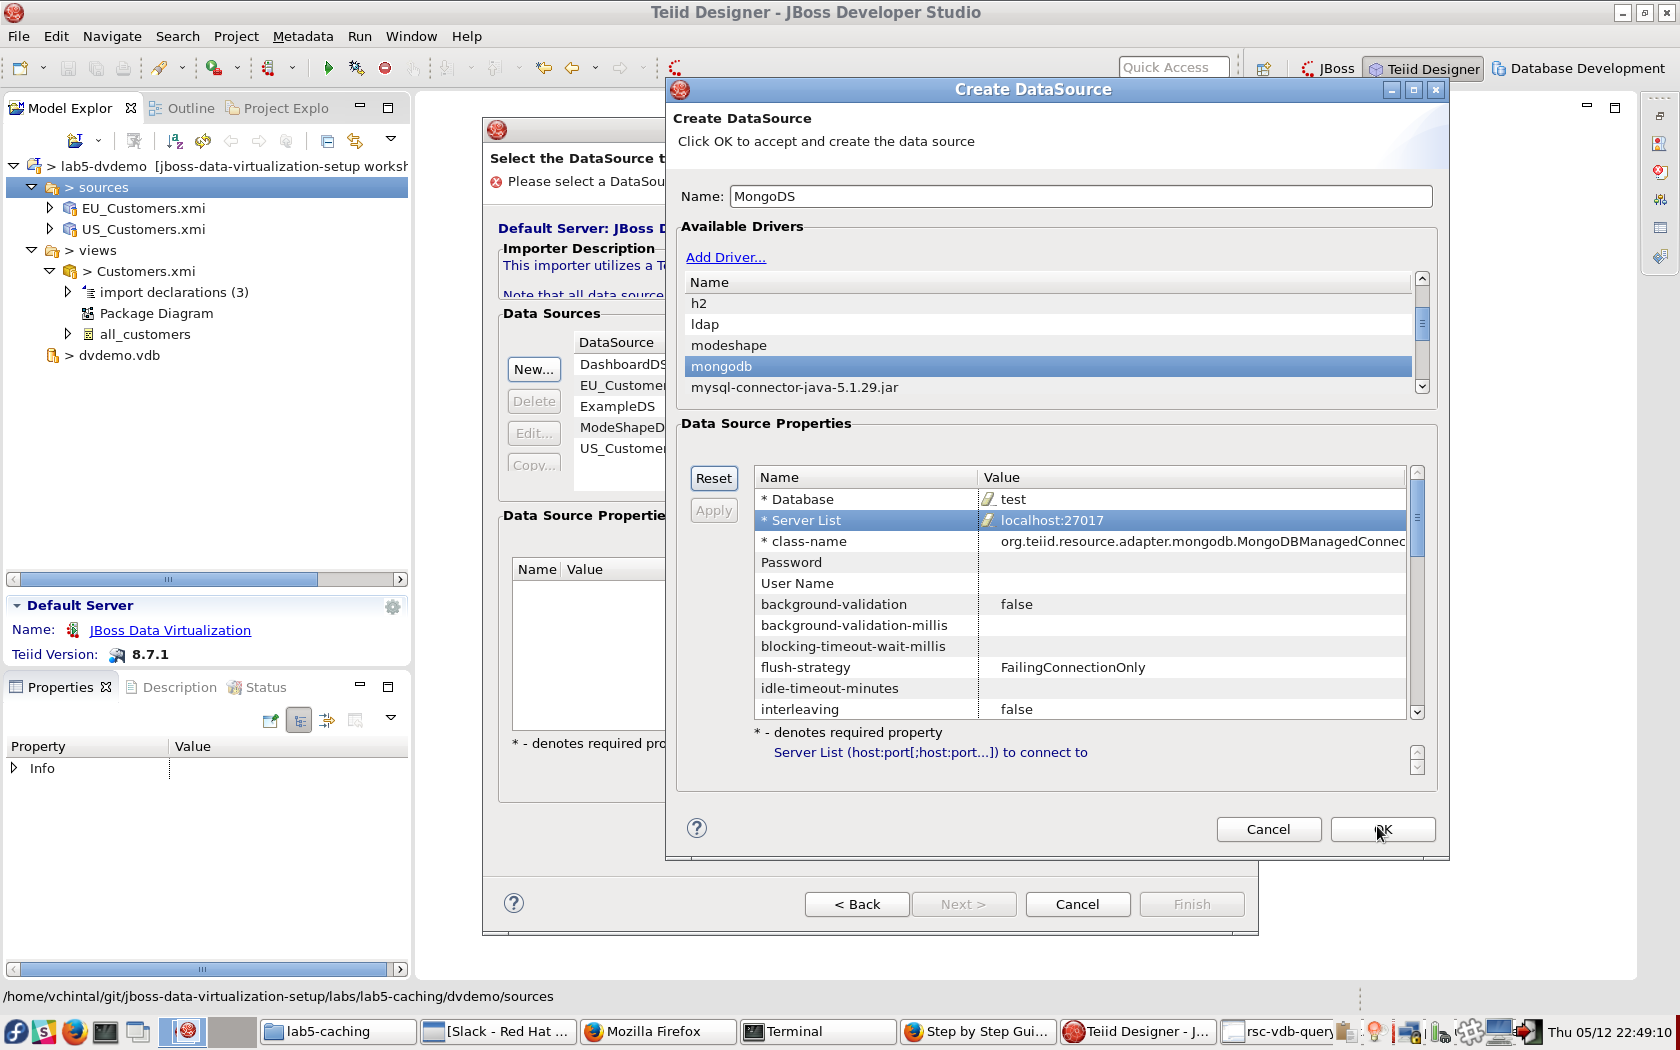 Teiid Designer - JBoss Developer Studio
File Edit Navigate Search Project Metadata Run Window Help
Quick Access
JBoss
Teiid Designer
Database Development
Model Explor
Outline
Project Explo
> lab5-dvdemo [jboss-data-virtualization-setup worksh
> sources
EU_Customers.xmi
US_Customers.xmi
> views
> Customers.xmi
import declarations (3)
Package Diagram
all_customers
> dvdemo.vdb
Default Server
Name: JBoss Data Virtualization
Teiid Version: 8.7.1
Properties
Description
Status
Property Value
Info
Select the DataSource t
Please select a DataSou
Default Server: JBoss D
Importer Description
This importer utilizes a Te
Note that all data source
Data Sources
DataSource
New...
DashboardDS
Delete
EU_Customer
ExampleDS
Edit...
ModeShapeD
US_Customer
Copy...
Data Source Propertie
Name Value
* - denotes required pro
< Back
Next >
Cancel
Finish
Create DataSource
Create DataSource
Click OK to accept and create the data source
Name: MongoDS
Available Drivers
Add Driver...
Name
h2
ldap
modeshape
mongodb
mysql-connector-java-5.1.29.jar
Data Source Properties
Reset
Apply
Name Value
* Database test
* Server List localhost:27017
* class-name org.teiid.resource.adapter.mongodb.MongoDBManagedConnec
Password
User Name
background-validation false
background-validation-millis
blocking-timeout-wait-millis
flush-strategy FailingConnectionOnly
idle-timeout-minutes
interleaving false
* - denotes required property
Server List (host:port[;host:port...]) to connect to
Cancel
OK
/home/vchintal/git/jboss-data-virtualization-setup/labs/lab5-caching/dvdemo/sources
lab5-caching
[Slack - Red Hat ...
Mozilla Firefox
Terminal
Step by Step Gui...
Teiid Designer - J...
rsc-vdb-query
Thu 05/12 22:49:10